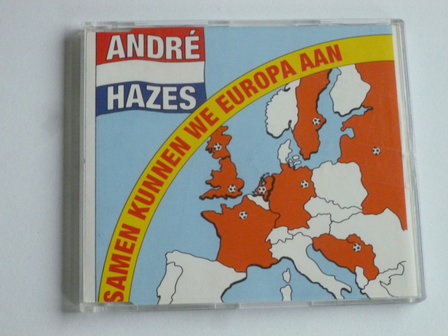 ANDRÉ
HAZES
SAMEN KUNNEN WE EUROPA AAN